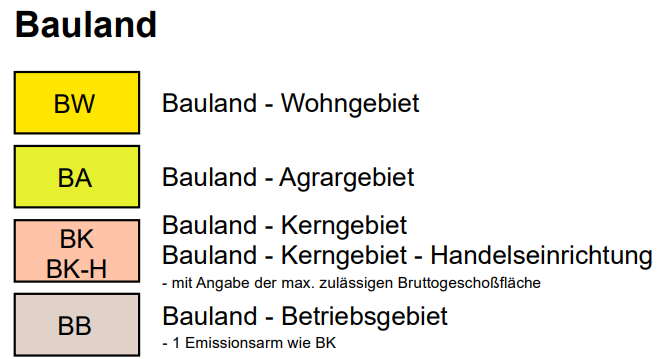 Bauland
BW
Bauland - Wohngebiet
BA
Bauland - Agrargebiet
BK
BK-H
Bauland - Kerngebiet
Bauland - Kerngebiet - Handelseinrichtung
- mit Angabe der max. zulässigen Bruttogeschoßfläche
BB
Bauland - Betriebsgebiet
- 1 Emissionsarm wie BK